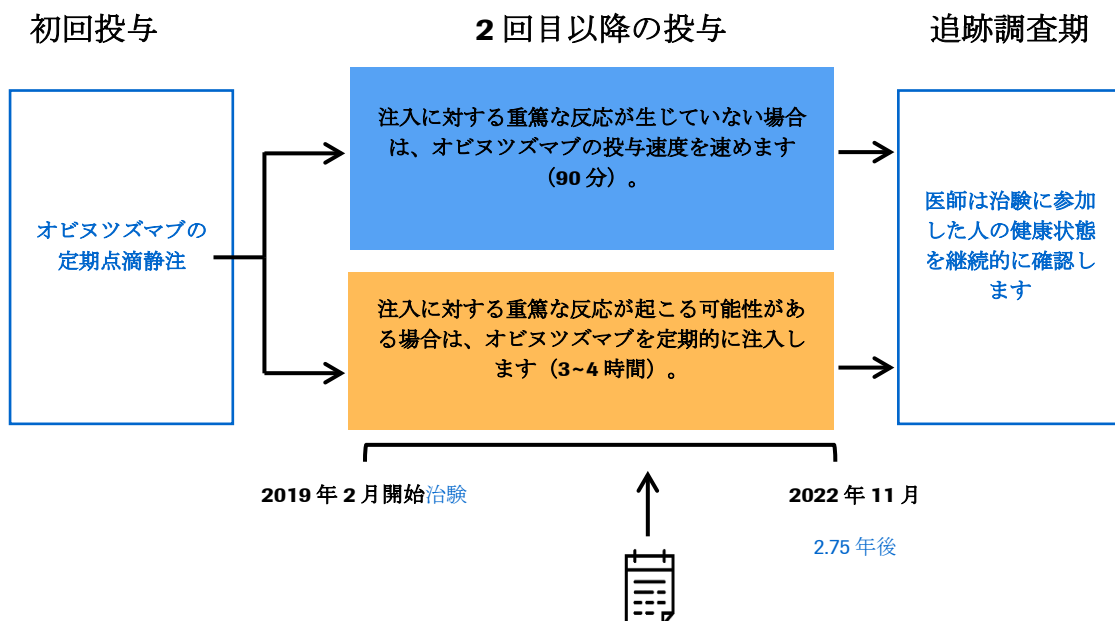 初回投与
2 回目以降の投与
追跡調査期
オビヌツズマブの
定期点滴静注
注入に対する重篤な反応が生じていない場合
は、オビヌツズマブの投与速度を速めます
（90 分）。
注入に対する重篤な反応が起こる可能性があ
る場合は、オビヌツズマブを定期的に注入し
ます（3~4 時間）。
医師は治験に参加
した人の健康状態
を継続的に確認し
ます
2019 年 2 月開始治験
2022 年 11 月
2.75 年後